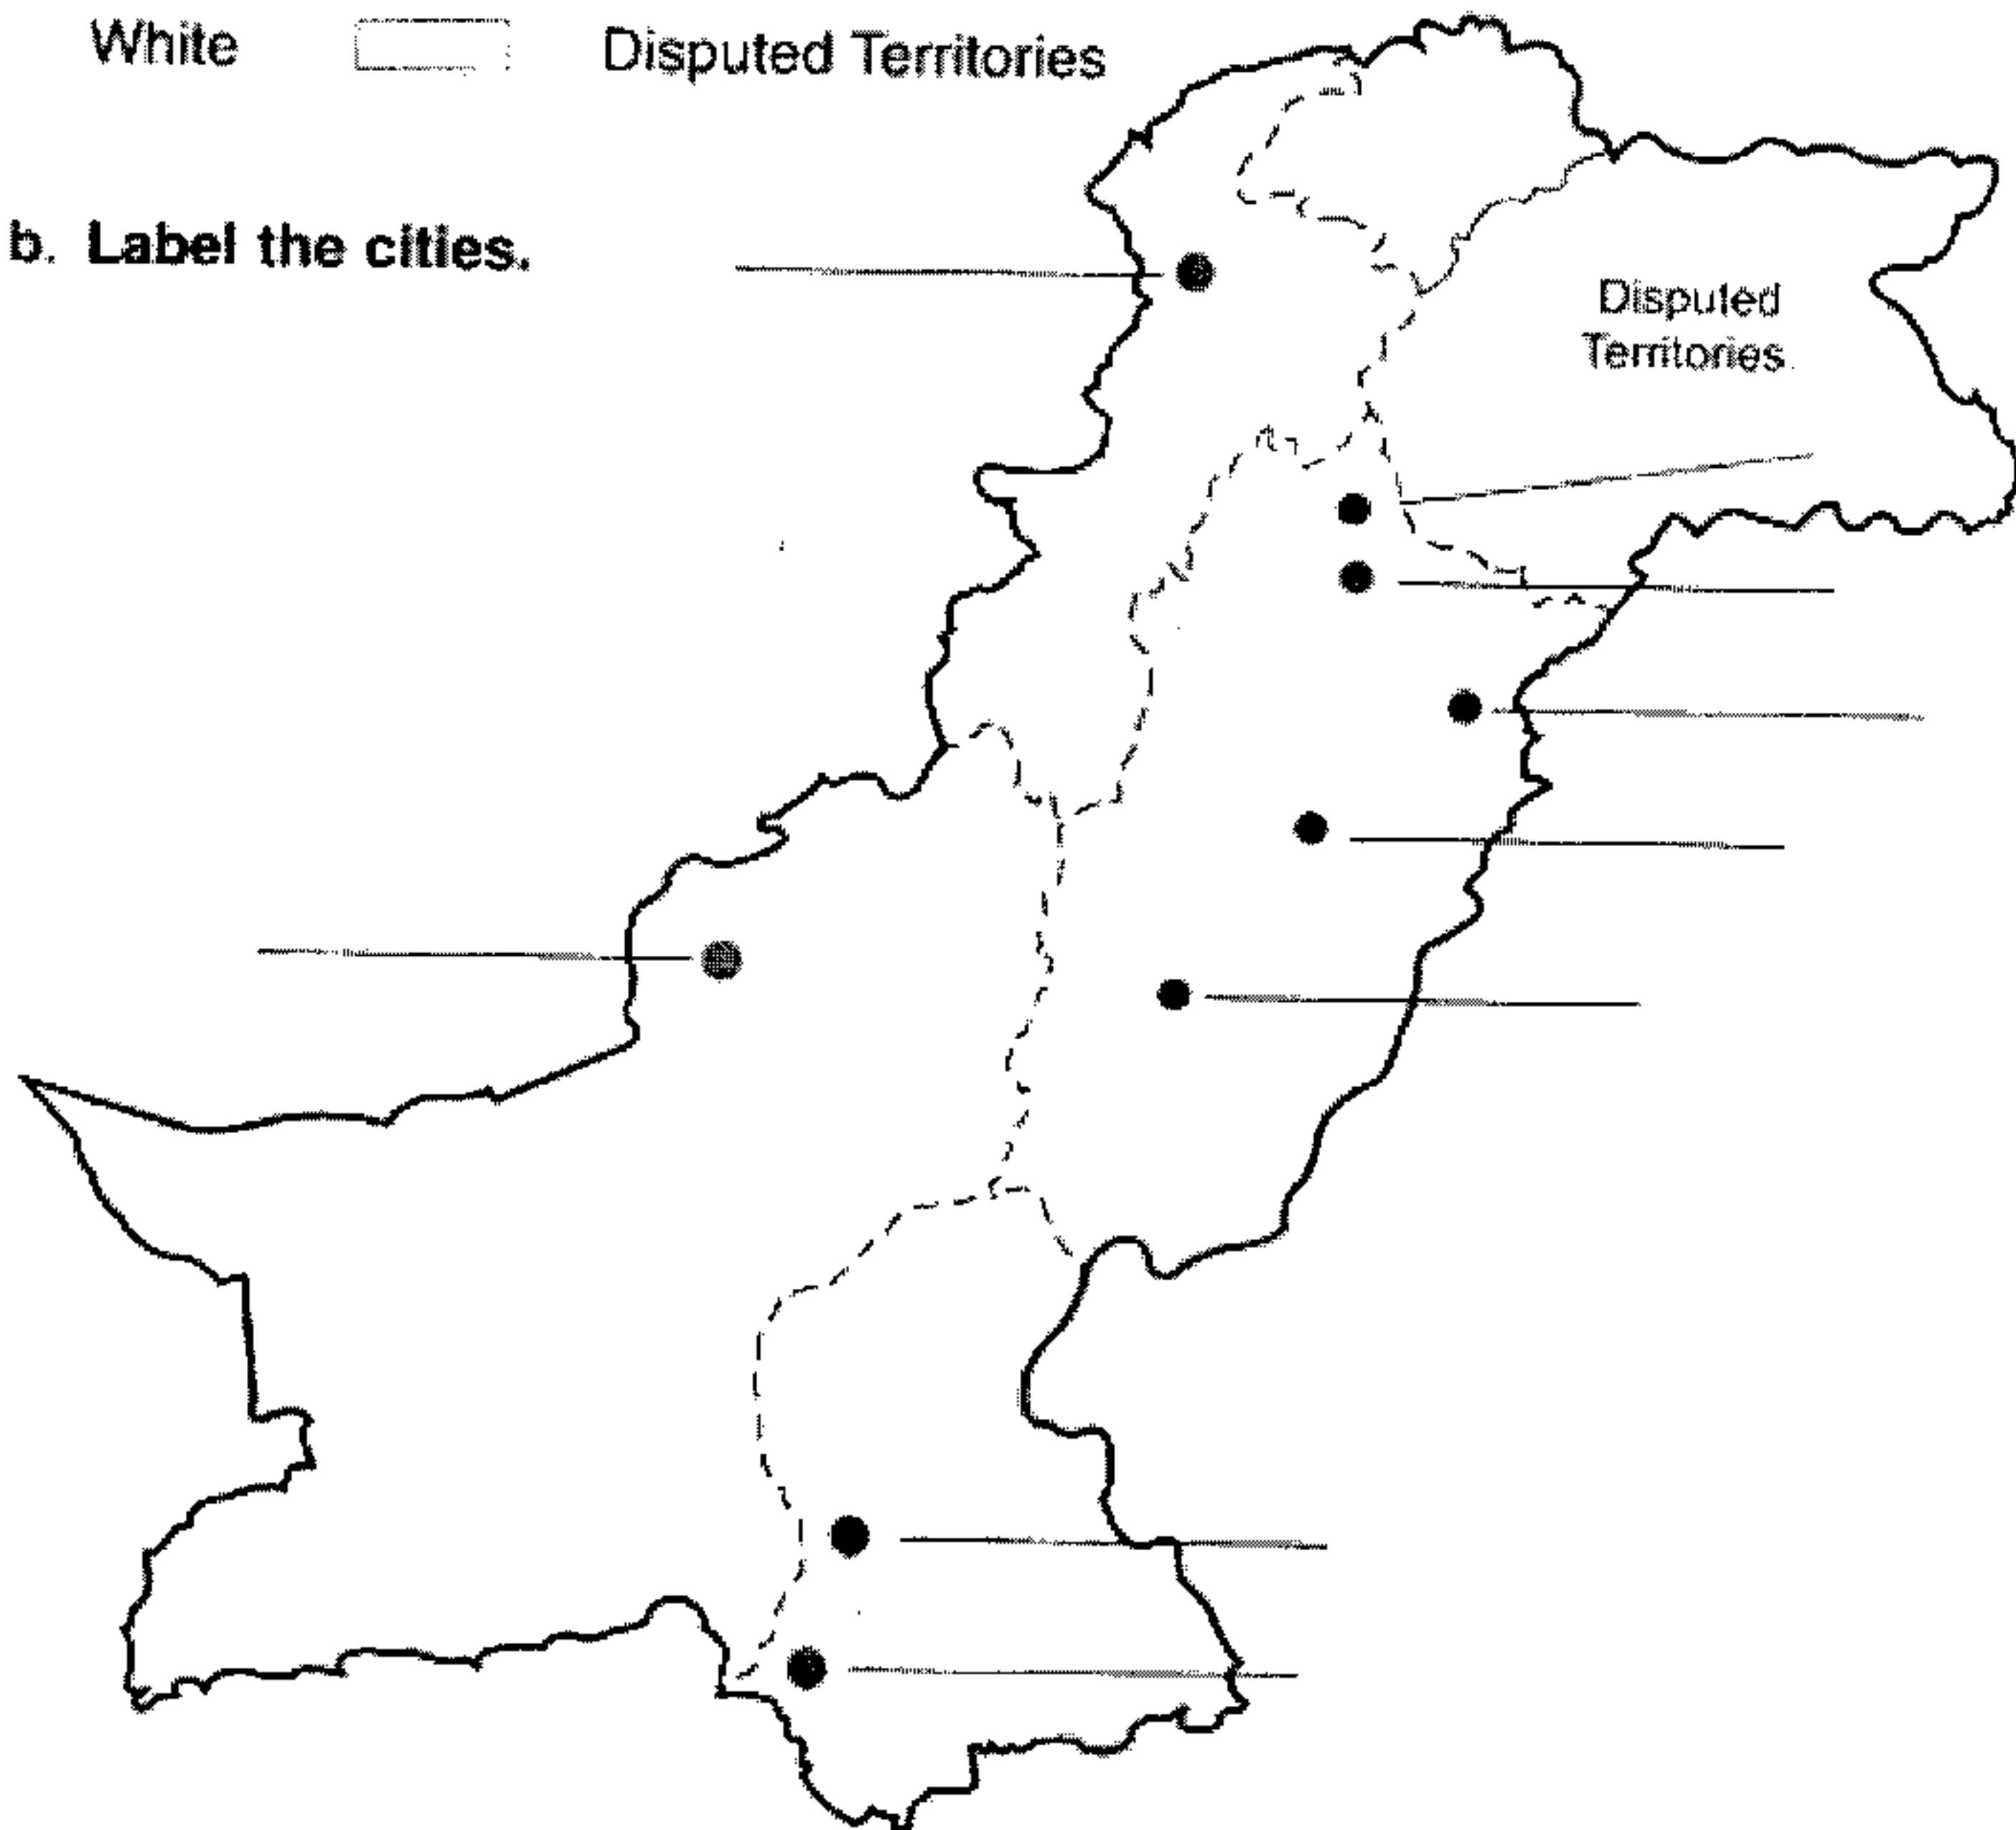 White Disputed Territories
b. Label the cities.
Disputed
Territories